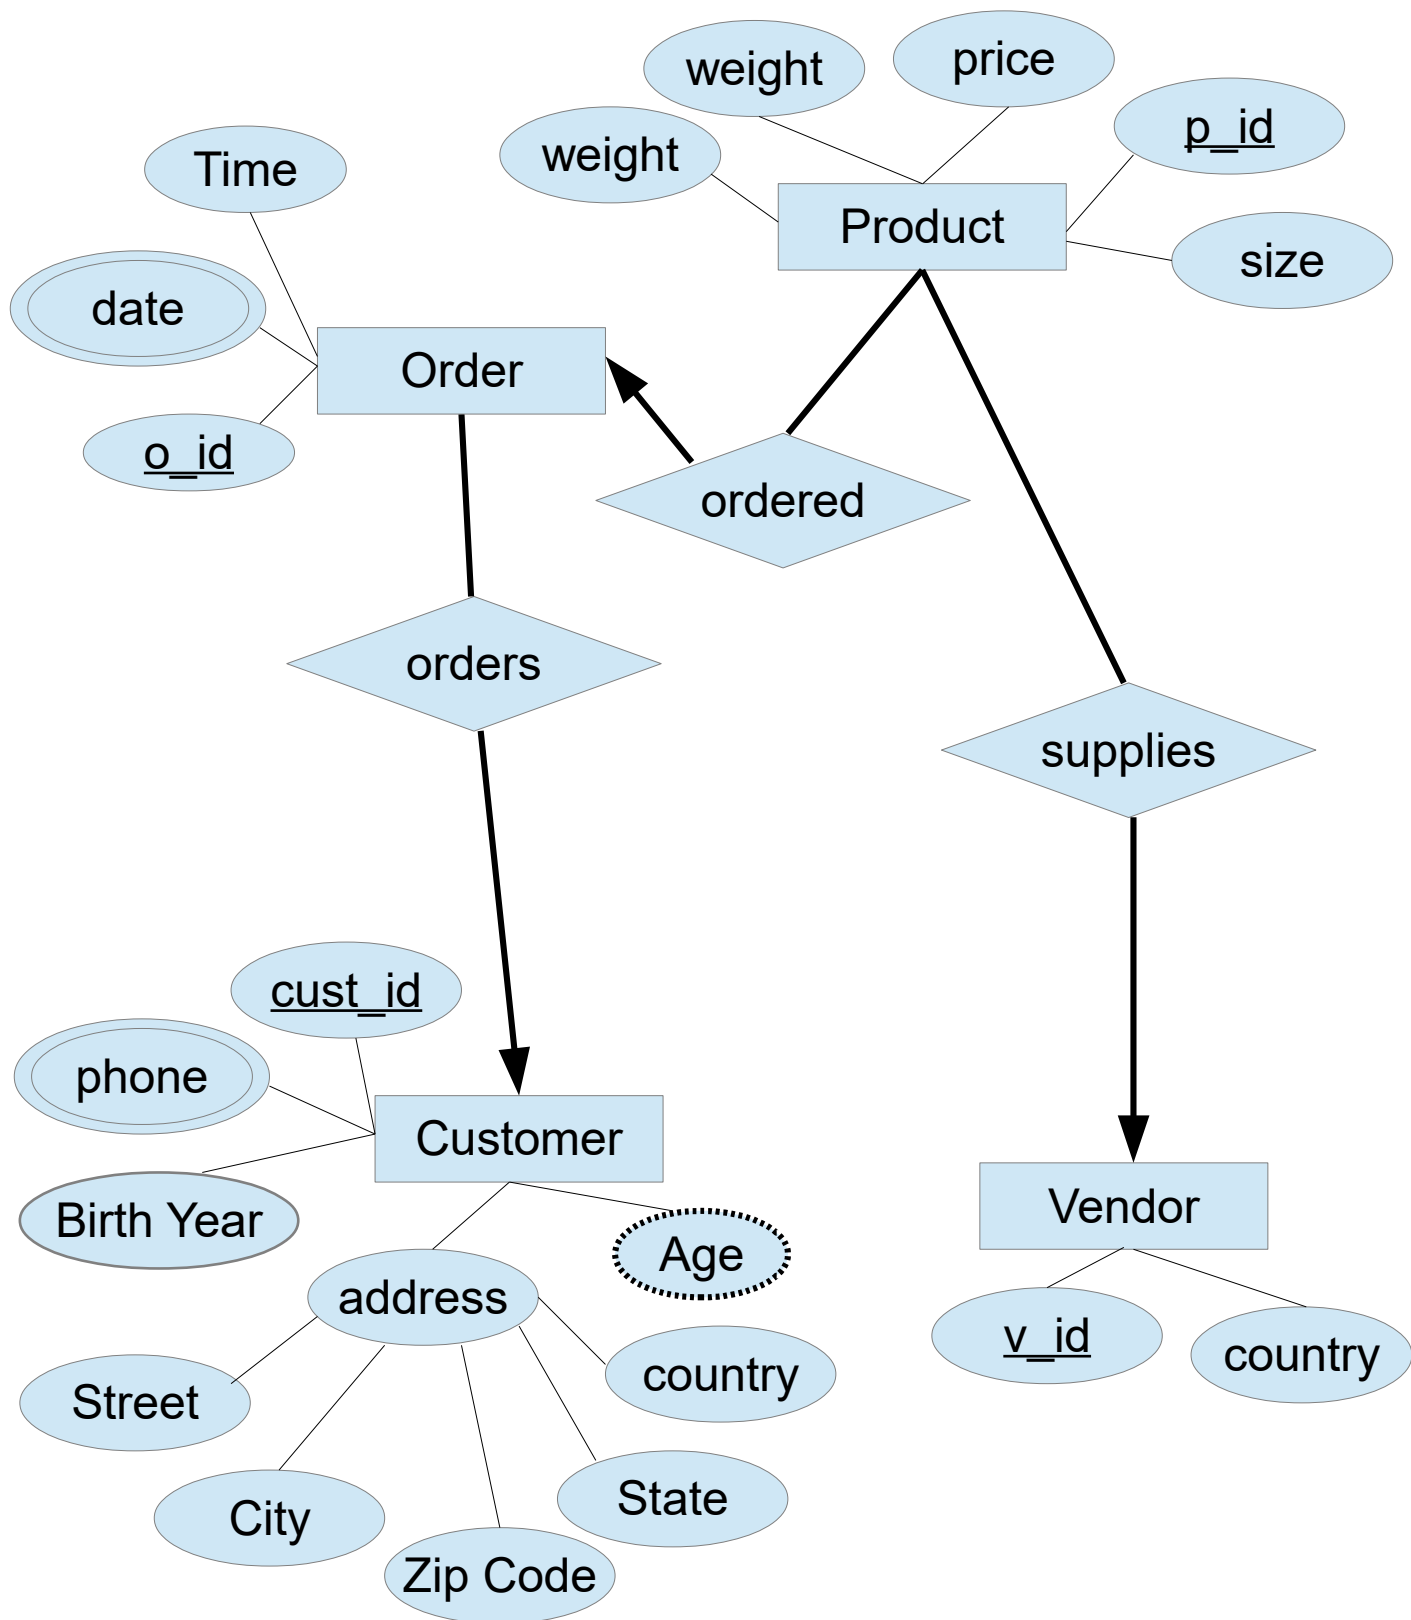 weight
price
weight
p_id
Time
Product
size
date
Order
o_id
ordered
orders
supplies
cust_id
phone
Customer
Birth Year
Vendor
Age
address
v_id
country
country
Street
State
City
Zip Code